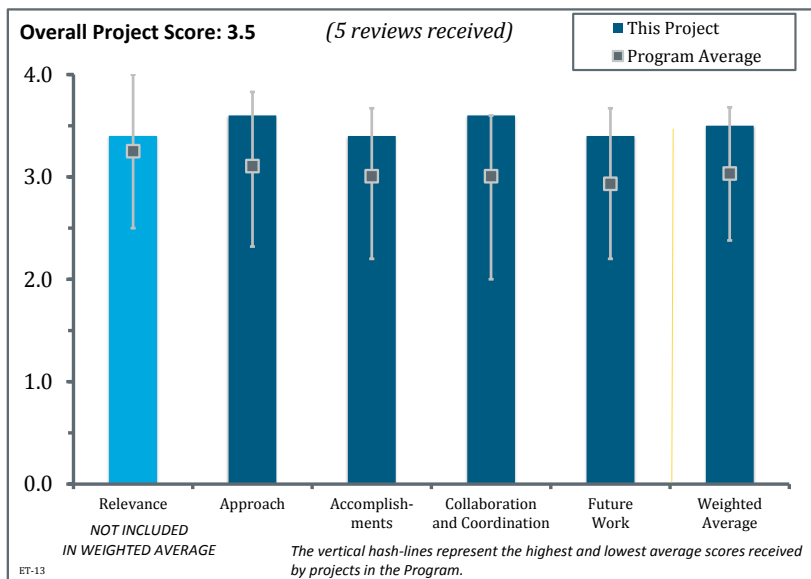 Overall Project Score: 3.5
(5 reviews received)
This Project
Program Average
4.0
3.0
2.0
1.0
0.0
Relevance
Approach
Accomplish-
ments
Collaboration
and Coordination
Future
Work
Weighted
Average
NOT INCLUDED
IN WEIGHTED AVERAGE
The vertical hash-lines represent the highest and lowest average scores received
by projects in the Program.
ET-13